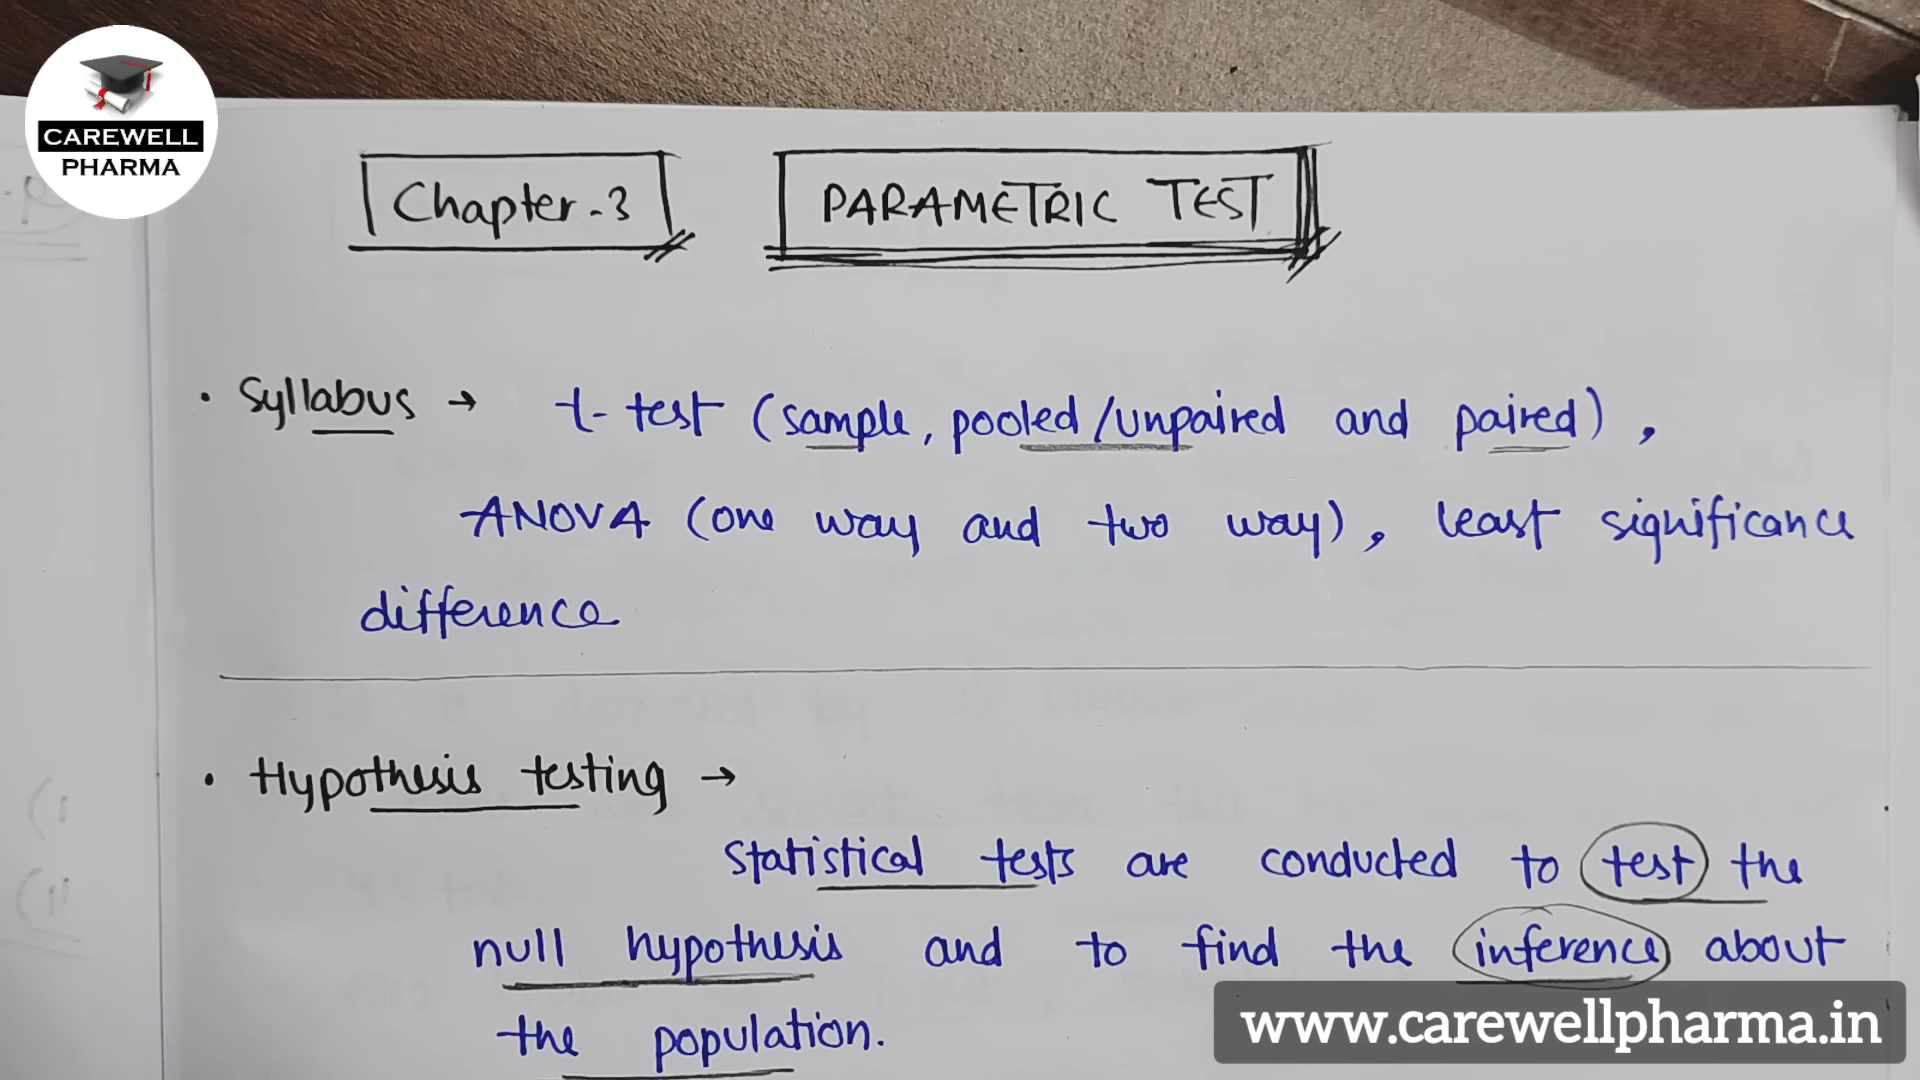 CAREWELL
PHARMA
Chapter-3
PARAMETRIC TEST
• Syllabus → t-test (sample, pooled/unpaired and paired),
ANOVA (one way and two way), least significance
difference
• Hypothesis testing →
Statistical tests are conducted to test the
null hypothesis and to find the inference about
the population.
www.carewellpharma.in